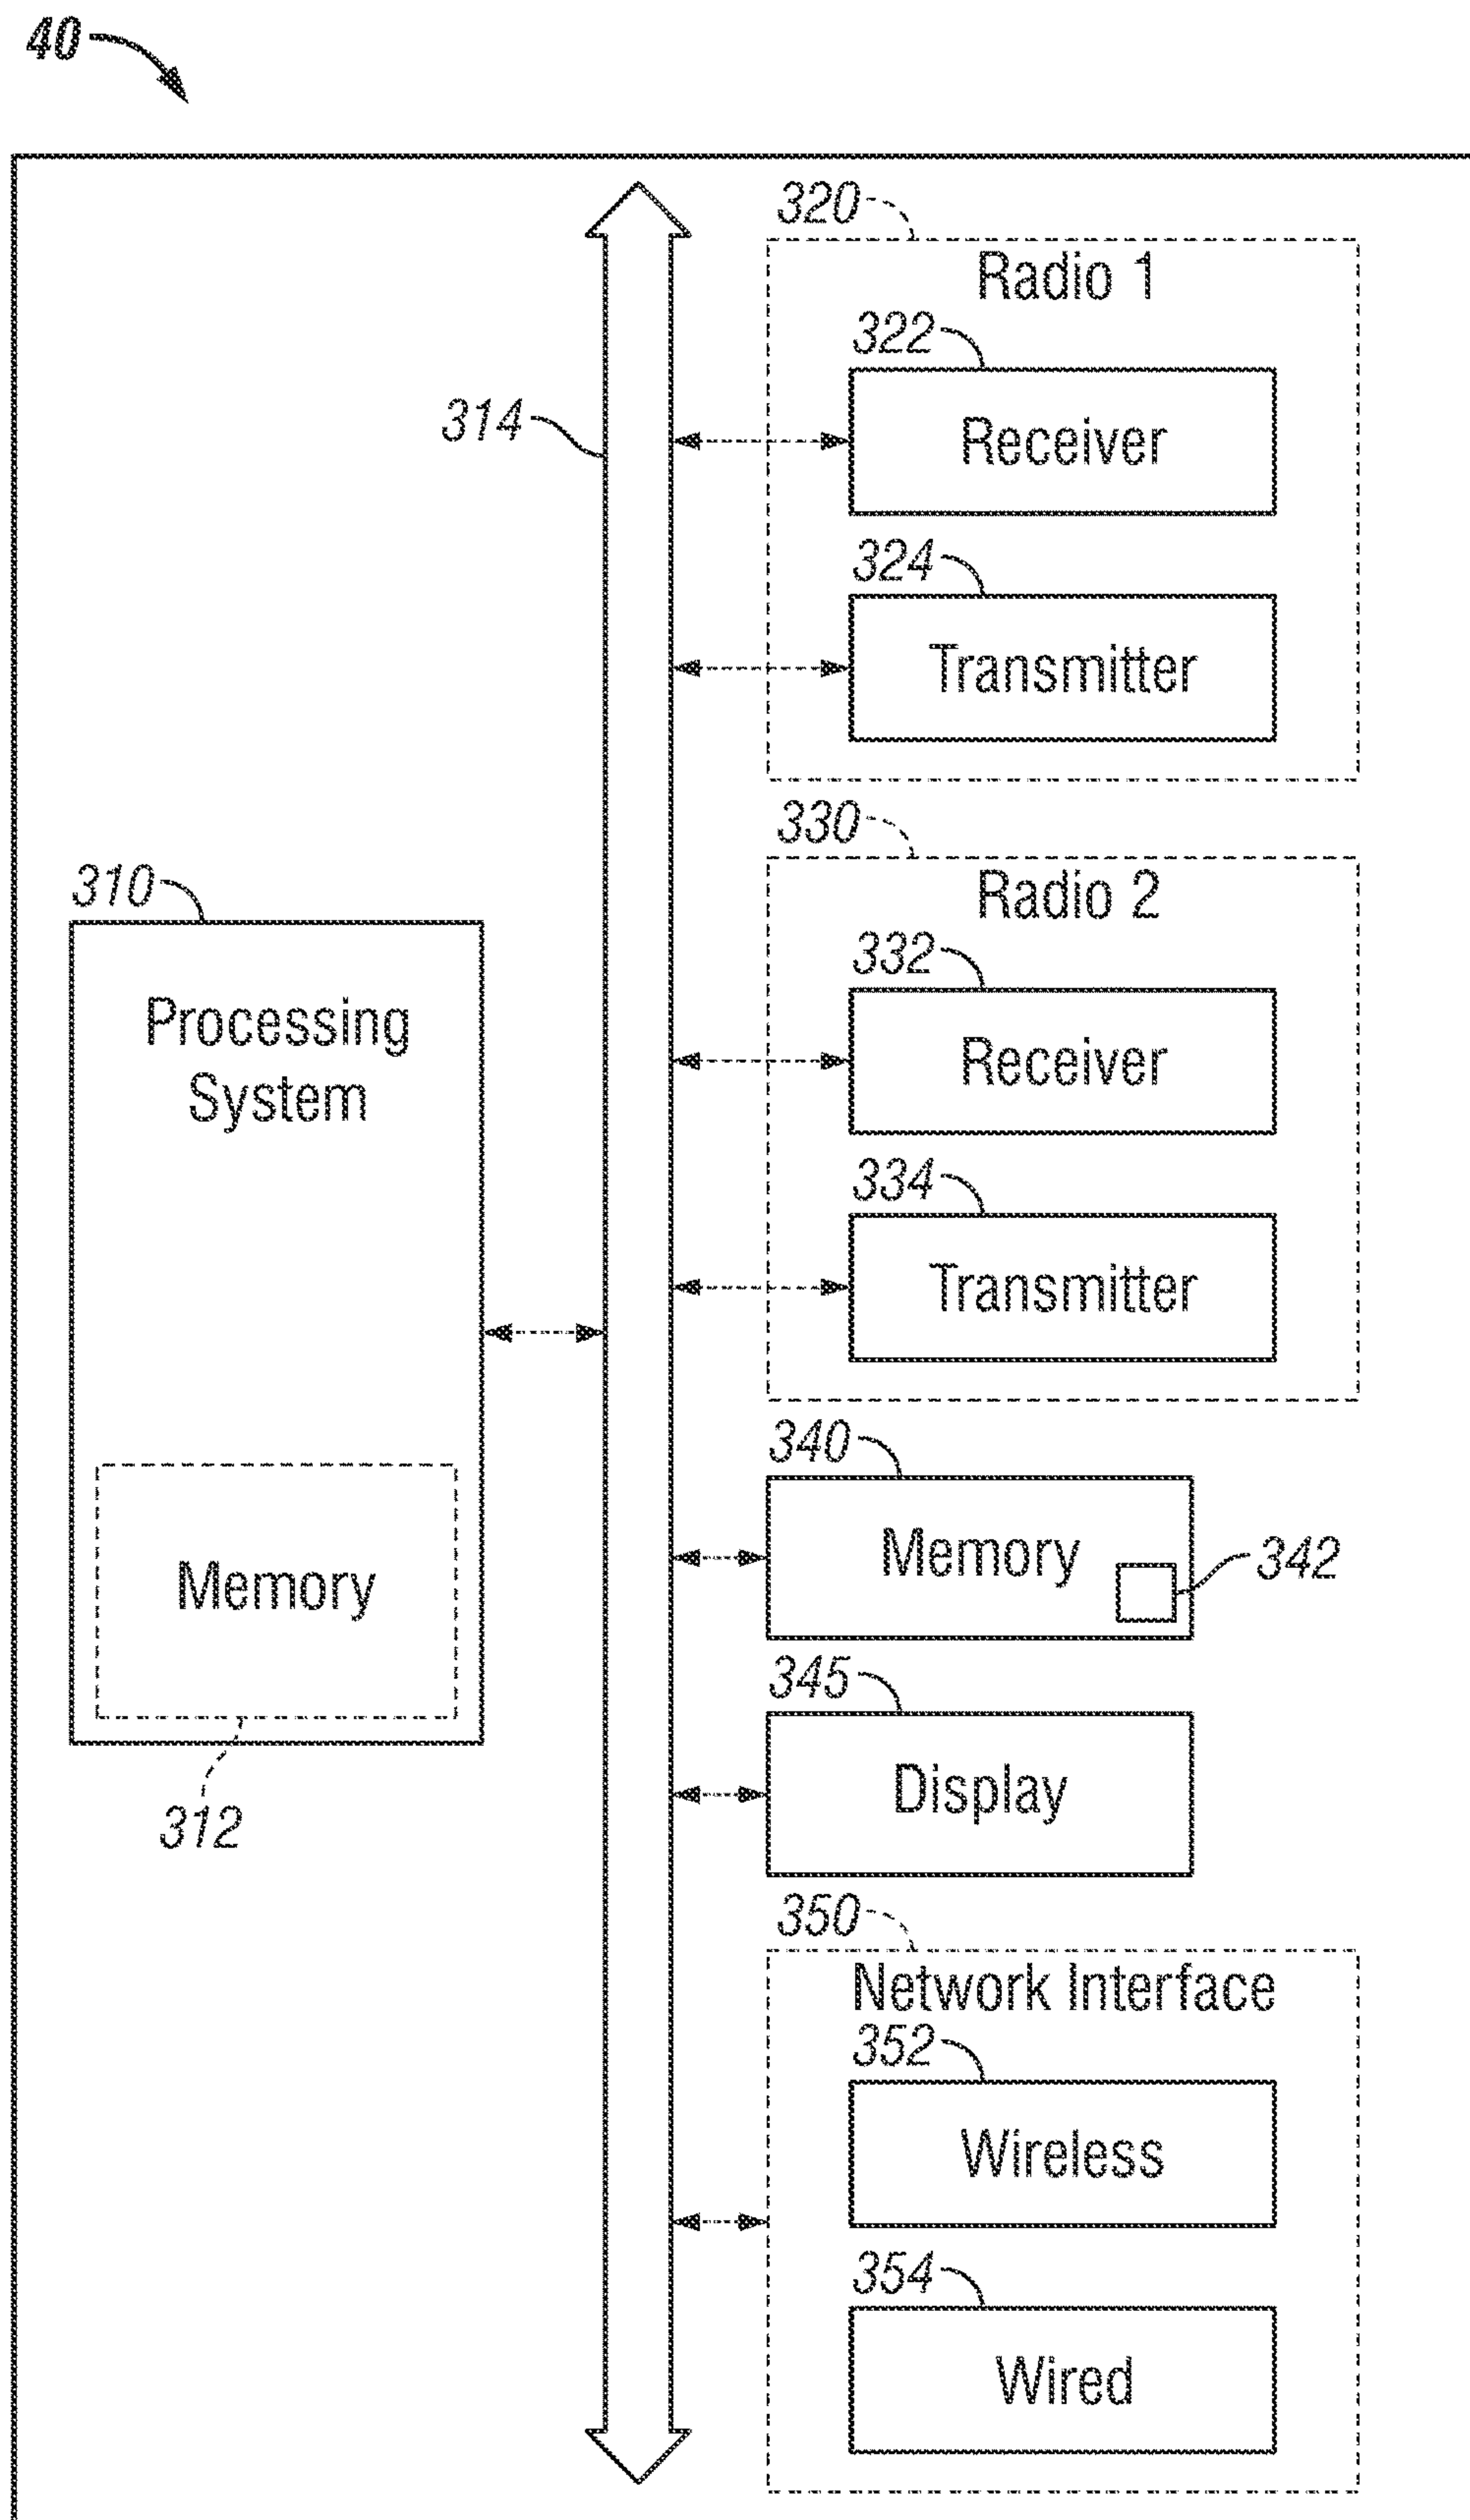 40
320
Radio 1
322
Receiver
314
324
Transmitter
330
Radio 2
332
Receiver
334
Transmitter
310
Processing
System
Memory
312
340
Memory
342
345
Display
350
Network Interface
352
Wireless
354
Wired